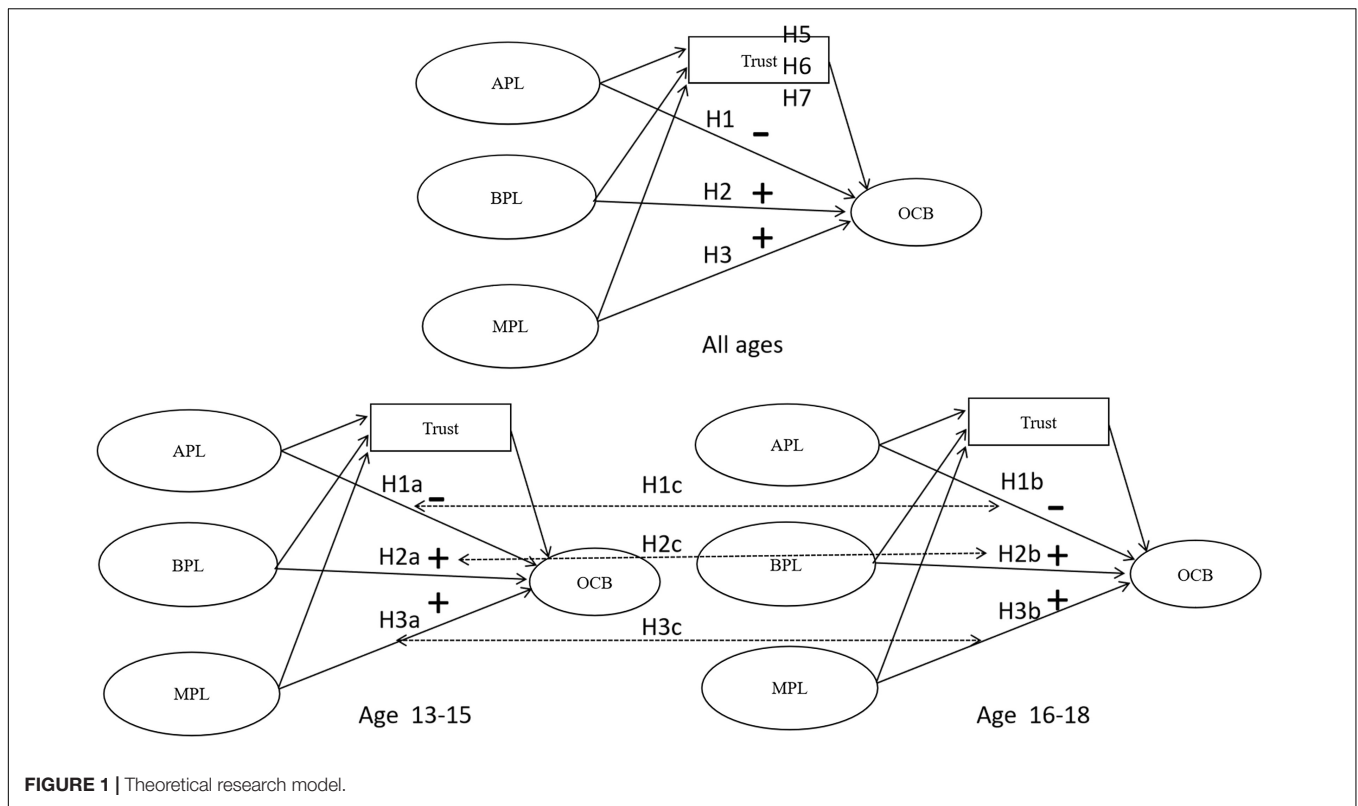 H5
APL
Trust
H6
H7
H1
−
BPL
H2
+
OCB
+
H3
MPL
All ages
APL
Trust
H1a
−
BPL
H2a
+
OCB
+
H3a
MPL
Age 13-15
H1c
H2c
H3c
APL
Trust
H1b
−
BPL
H2b
+
OCB
+
H3b
MPL
Age 16-18
FIGURE 1 | Theoretical research model.